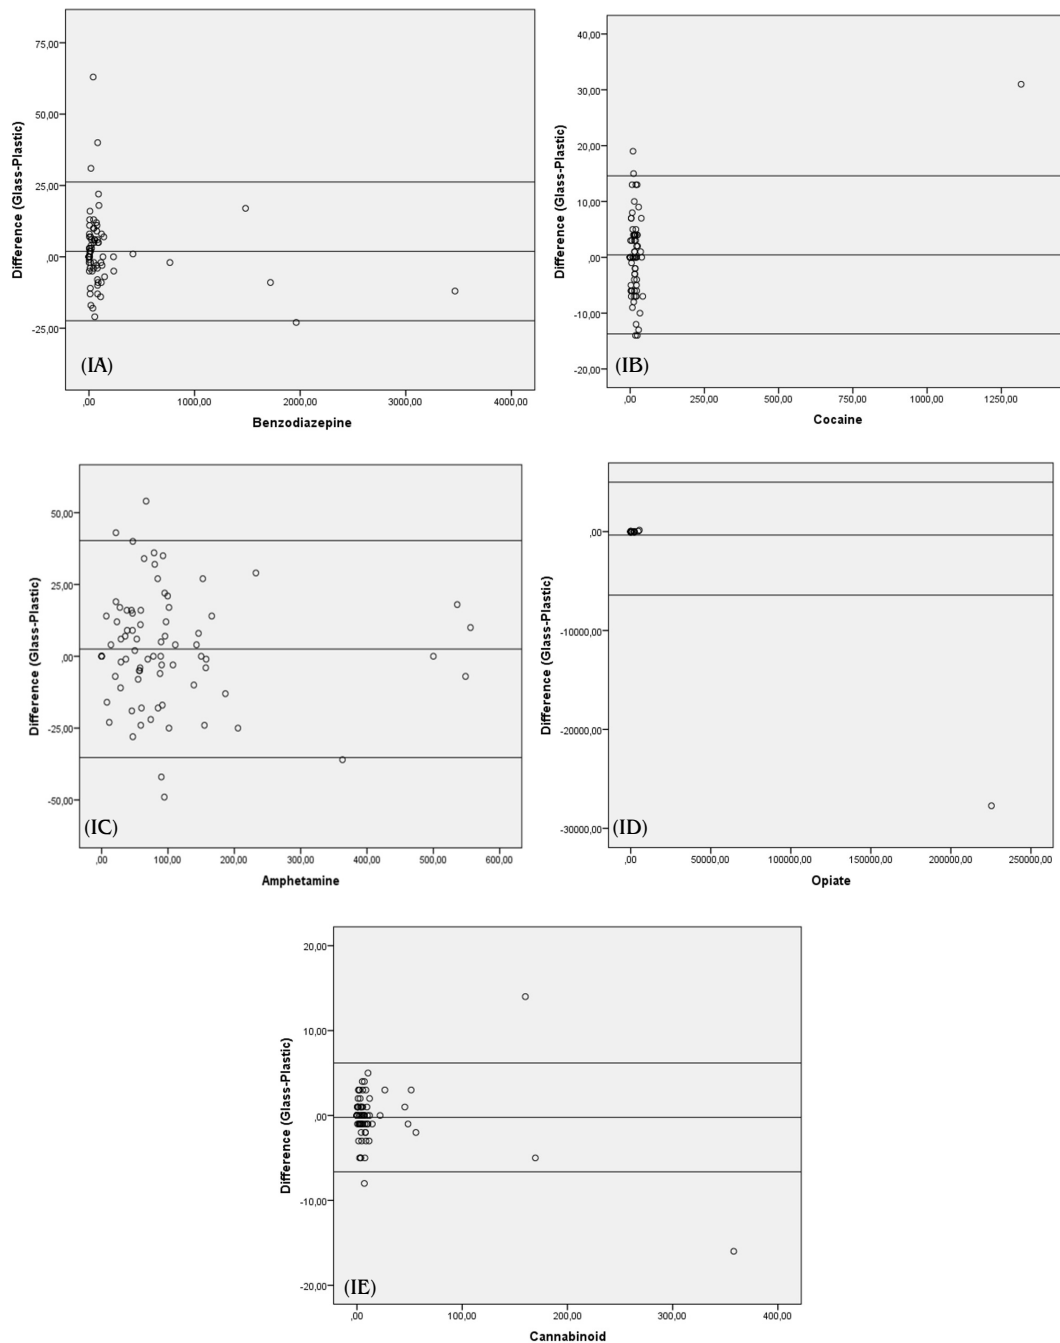 75,00
50,00
25,00
,00
-25,00
Difference (Glass-Plastic)
(IA)
,00 1000,00 2000,00 3000,00 4000,00
Benzodiazepine
40,00
30,00
20,00
10,00
,00
-10,00
-20,00
Difference (Glass-Plastic)
(IB)
,00 250,00 500,00 750,00 1000,00 1250,00
Cocaine
50,00
25,00
,00
-25,00
-50,00
Difference (Glass-Plastic)
(IC)
,00 100,00 200,00 300,00 400,00 500,00 600,00
Amphetamine
,00
-10000,00
-20000,00
-30000,00
Difference (Glass-Plastic)
(ID)
,00 50000,00 100000,00 150000,00 200000,00 250000,00
Opiate
20,00
10,00
,00
-10,00
-20,00
Difference (Glass-Plastic)
(IE)
,00 100,00 200,00 300,00 400,00
Cannabinoid